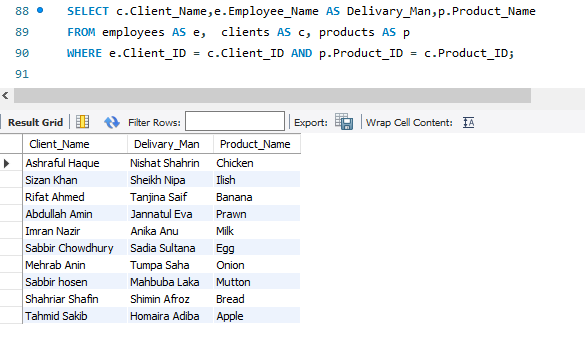 88 SELECT c.Client_Name,e.Employee_Name AS Delivary_Man,p.Product_Name
89 FROM employees AS e,  clients AS c, products AS p
90 WHERE e.Client_ID = c.Client_ID AND p.Product_ID = c.Product_ID;
91
Result Grid Filter Rows: Export: Wrap Cell Content: IA
Client_Name Delivary_Man Product_Name
Ashraful Haque Nishat Shahrin Chicken
Sizan Khan Sheikh Nipa Ilish
Rifat Ahmed Tanjina Saif Banana
Abdullah Amin Jannatul Eva Prawn
Imran Nazir Anika Anu Milk
Sabbir Chowdhury Sadia Sultana Egg
Mehrab Anin Tumpa Saha Onion
Sabbir hosen Mahbuba Laka Mutton
Shahriar Shafin Shimin Afroz Bread
Tahmid Sakib Homaira Adiba Apple